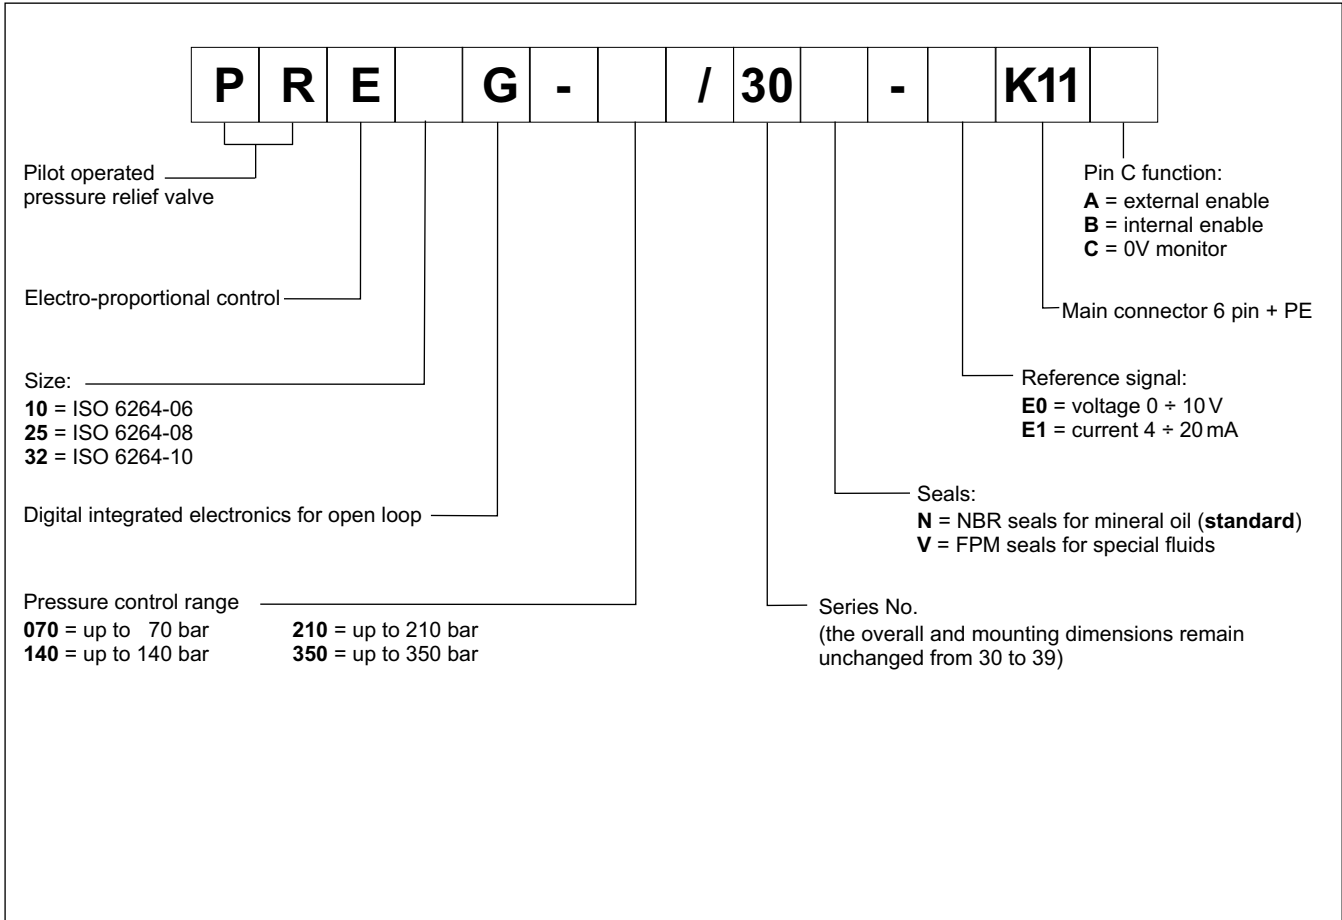 P R E G - / 30 - K11
Pilot operated
pressure relief valve
Electro-proportional control
Size:
10 = ISO 6264-06
25 = ISO 6264-08
32 = ISO 6264-10
Digital integrated electronics for open loop
Pressure control range
070 = up to 70 bar 210 = up to 210 bar
140 = up to 140 bar 350 = up to 350 bar
Pin C function:
A = external enable
B = internal enable
C = 0V monitor
Main connector 6 pin + PE
Reference signal:
E0 = voltage 0 ÷ 10 V
E1 = current 4 ÷ 20 mA
Seals:
N = NBR seals for mineral oil (standard)
V = FPM seals for special fluids
Series No.
(the overall and mounting dimensions remain
unchanged from 30 to 39)